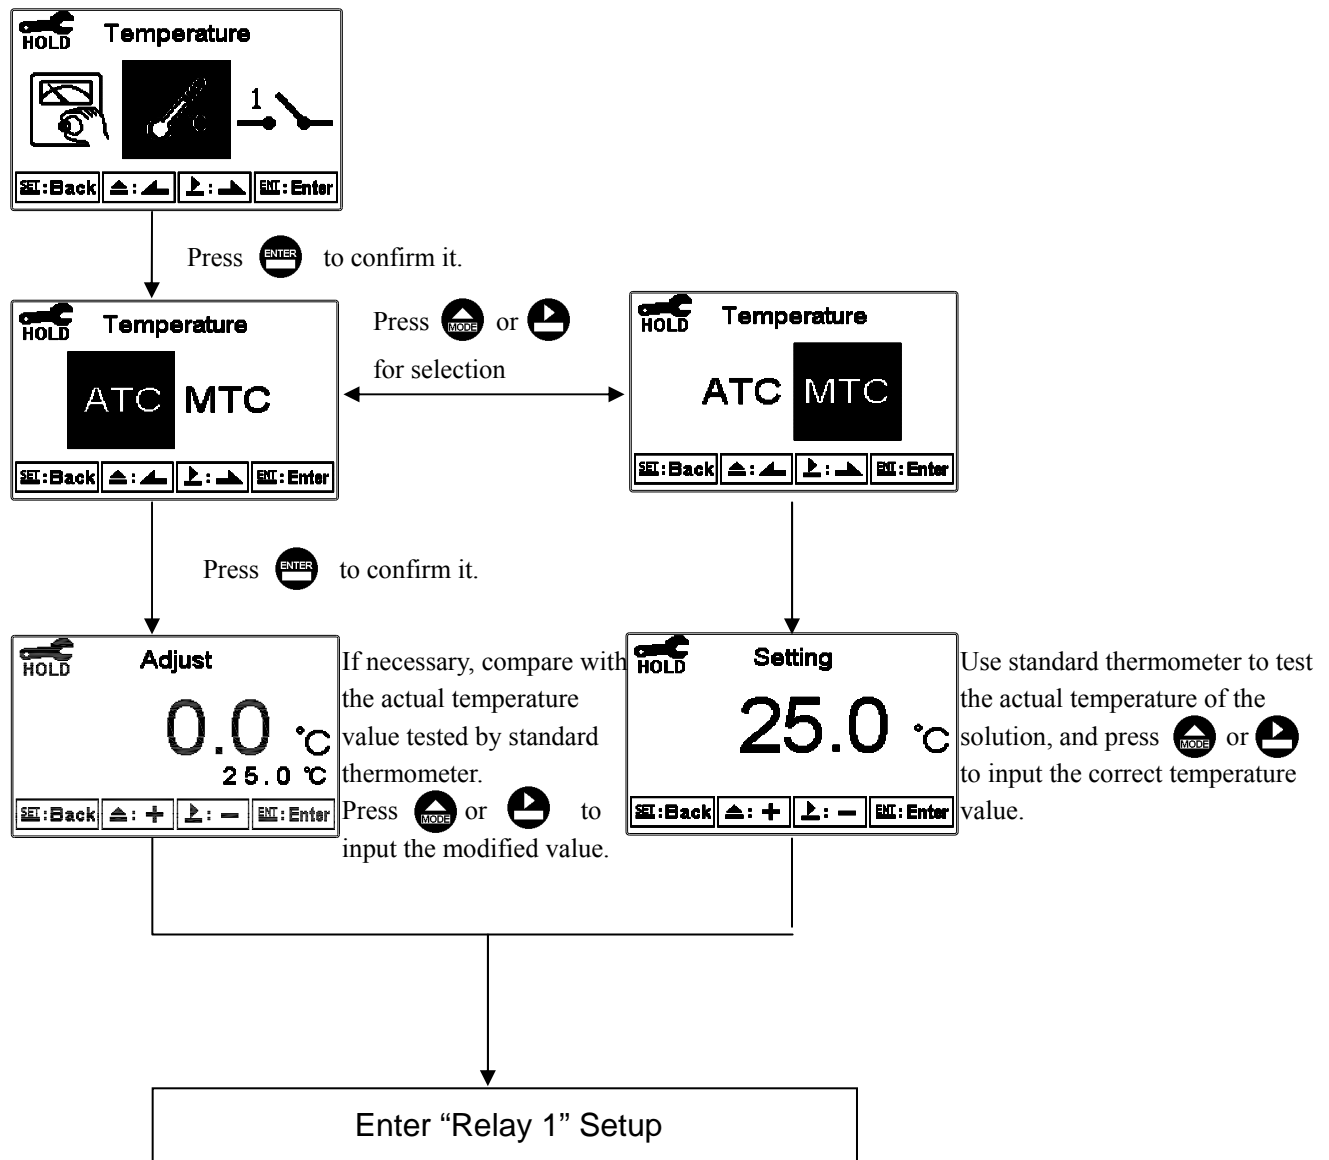 HOLD Temperature
1
SET:Back ENT:Enter
Press ENTER to confirm it.
HOLD Temperature
ATC MTC
SET:Back ENT:Enter
Press MODE or
for selection
HOLD Temperature
ATC MTC
SET:Back ENT:Enter
Press ENTER to confirm it.
HOLD Adjust
0.0 °C
25.0 °C
SET:Back : + : - ENT:Enter
If necessary, compare with
the actual temperature
value tested by standard
thermometer.
Press MODE or to
input the modified value.
HOLD Setting
25.0 °C
SET:Back : + : - ENT:Enter
Use standard thermometer to test
the actual temperature of the
solution, and press MODE or
to input the correct temperature
value.
Enter “Relay 1” Setup